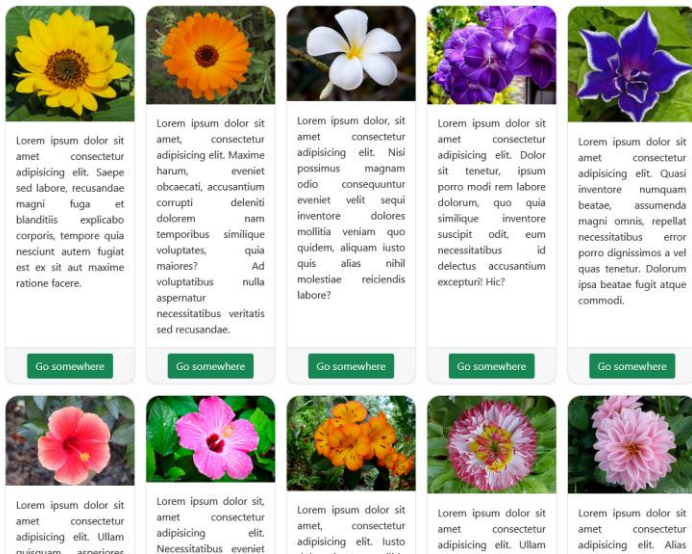 Lorem ipsum dolor sit
amet consectetur
adipisicing elit. Saepe
sed labore, recusandae
magni fuga et
blanditiis explicabo
corporis, tempore quia
nesciunt autem fugiat
est ex sit aut maxime
ratione facere.
Go somewhere
Lorem ipsum dolor sit
amet, consectetur
adipisicing elit. Maxime
harum, eveniet
obcaecati, accusantium
corrupti deleniti
dolorem nam
temporibus similique
voluptates, quia
maiores? Ad
voluptatibus nulla
aspernatur
necessitatibus veritatis
sed recusandae.
Go somewhere
Lorem ipsum dolor, sit
amet consectetur
adipisicing elit. Nisi
possimus magnam
odio consequuntur
eveniet velit sequi
inventore dolores
mollitia veniam quo
quidem, aliquam iusto
quis alias nihil
molestiae reiciendis
labore?
Go somewhere
Lorem ipsum dolor sit
amet consectetur
adipisicing elit. Dolor
sit tenetur, ipsum
porro modi rem labore
dolorum, quo quia
similique inventore
suscipit odit, eum
necessitatibus id
delectus accusantium
excepturi! Hic?
Go somewhere
Lorem ipsum dolor sit
amet consectetur
adipisicing elit. Quasi
inventore numquam
beatae, assumenda
magni omnis, repellat
necessitatibus error
porro dignissimos a vel
quas tenetur. Dolorum
ipsa beatae fugit atque
commodi.
Go somewhere
Lorem ipsum dolor sit
amet consectetur
adipisicing elit. Ullam
quisquam asperiores
Lorem ipsum dolor sit,
amet consectetur
adipisicing elit.
Necessitatibus eveniet
Lorem ipsum dolor sit
amet, consectetur
adipisicing elit. Iusto
Lorem ipsum dolor sit
amet consectetur
adipisicing elit. Ullam
Lorem ipsum dolor sit
amet consectetur
adipisicing elit. Alias